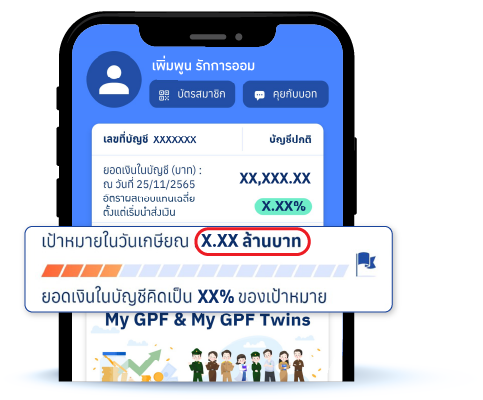 เพิ่มพูน รักการออม
บัตรสมาชิก
คุยกับบอท
เลขที่บัญชี XXXXXXX
บัญชีปกติ
ยอดเงินในบัญชี (บาท) :
ณ วันที่ 25/11/2565
XX,XXX.XX
อัตราผลตอบแทนเฉลี่ย
ตั้งแต่เริ่มนำส่งเงิน
X.XX%
เป้าหมายในวันเกษียณ X.XX ล้านบาท
ยอดเงินในบัญชีคิดเป็น XX% ของเป้าหมาย
My GPF & My GPF Twins